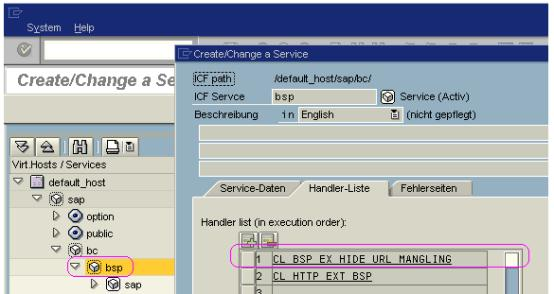 System Help
Create/Change a Service
Create/Change a Se
ICF path /default_host/sap/bc/
ICF Servce bsp Service (Activ)
Beschreibung in English (nicht gepflegt)
Virt.Hosts / Services
default_host
sap
option
public
bc
bsp
sap
Service-Daten Handler-Liste Fehlerseiten
Handler list (in execution order):
1 CL_BSP_EX_HIDE_URL_MANGLING
2 CL_HTTP_EXT_BSP
3